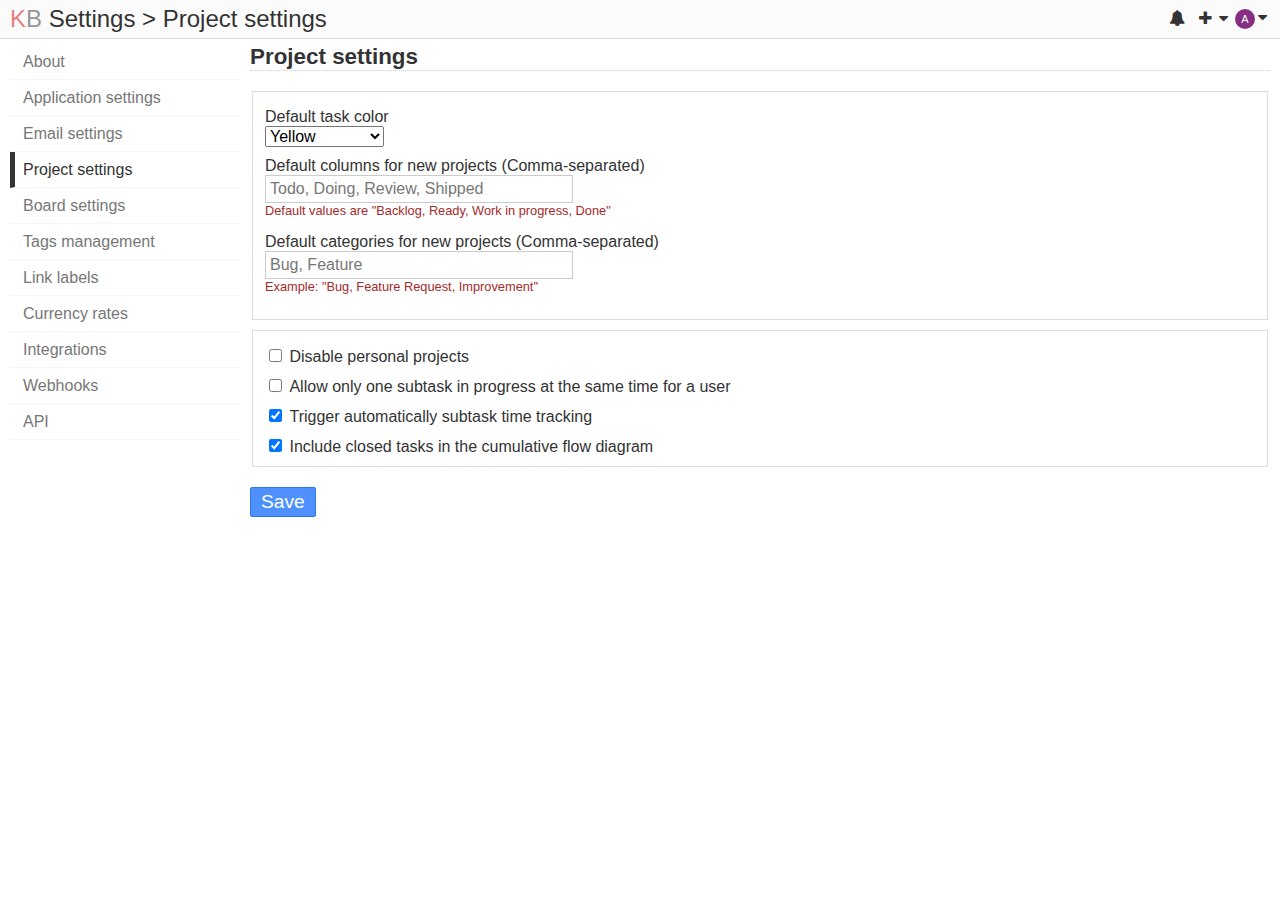 KB Settings > Project settings
A
About
Application settings
Email settings
Project settings
Board settings
Tags management
Link labels
Currency rates
Integrations
Webhooks
API
Project settings
Default task color
Yellow
Default columns for new projects (Comma-separated)
Todo, Doing, Review, Shipped
Default values are "Backlog, Ready, Work in progress, Done"
Default categories for new projects (Comma-separated)
Bug, Feature
Example: "Bug, Feature Request, Improvement"
Disable personal projects
Allow only one subtask in progress at the same time for a user
Trigger automatically subtask time tracking
Include closed tasks in the cumulative flow diagram
Save